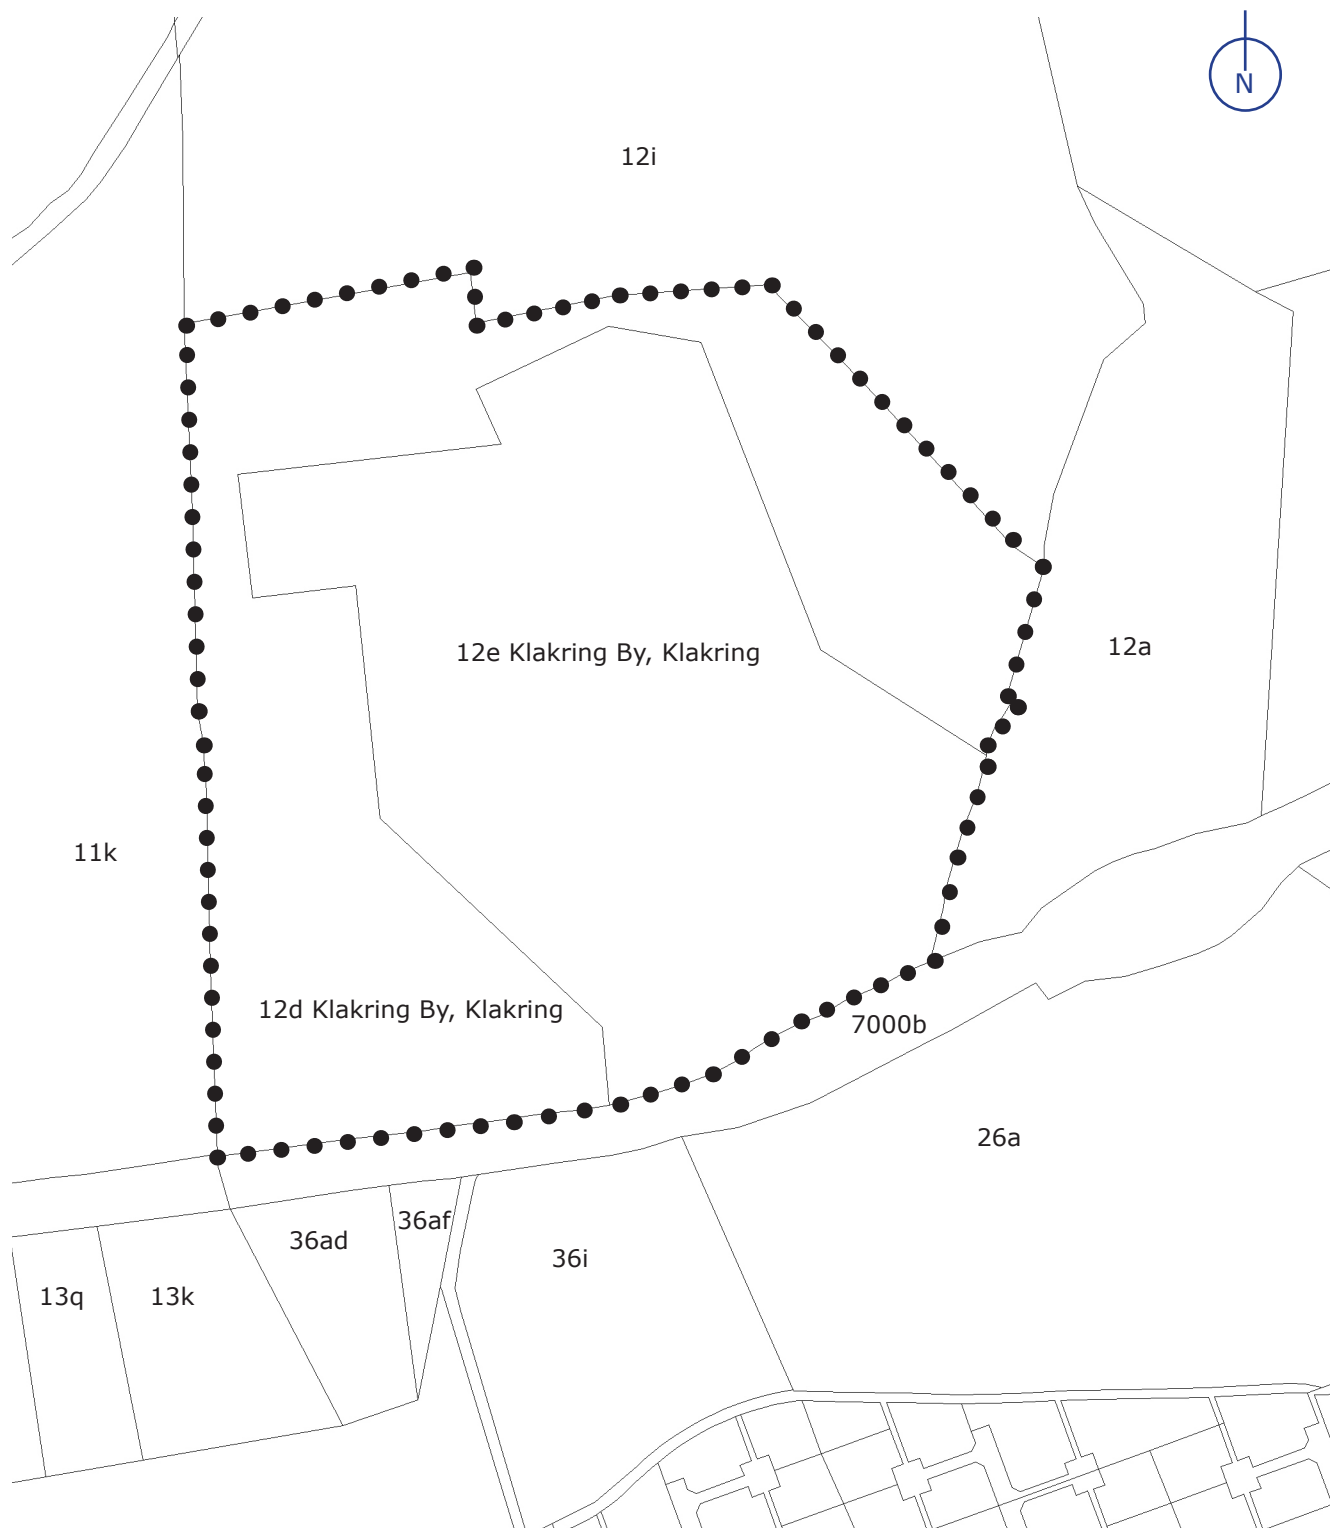 N
12i
12e Klakring By, Klakring
12a
11k
12d Klakring By, Klakring
7000b
26a
36af
36ad
36i
13q
13k